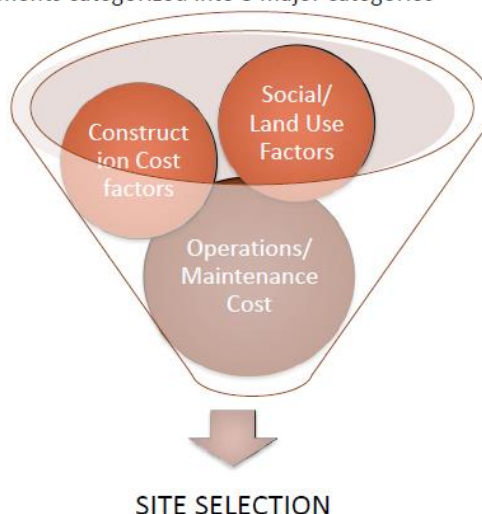 categorized into 3 major categories
Social/
Land Use
Factors
Construct
ion Cost
factors
Operations/
Maintenance
Cost
SITE SELECTION